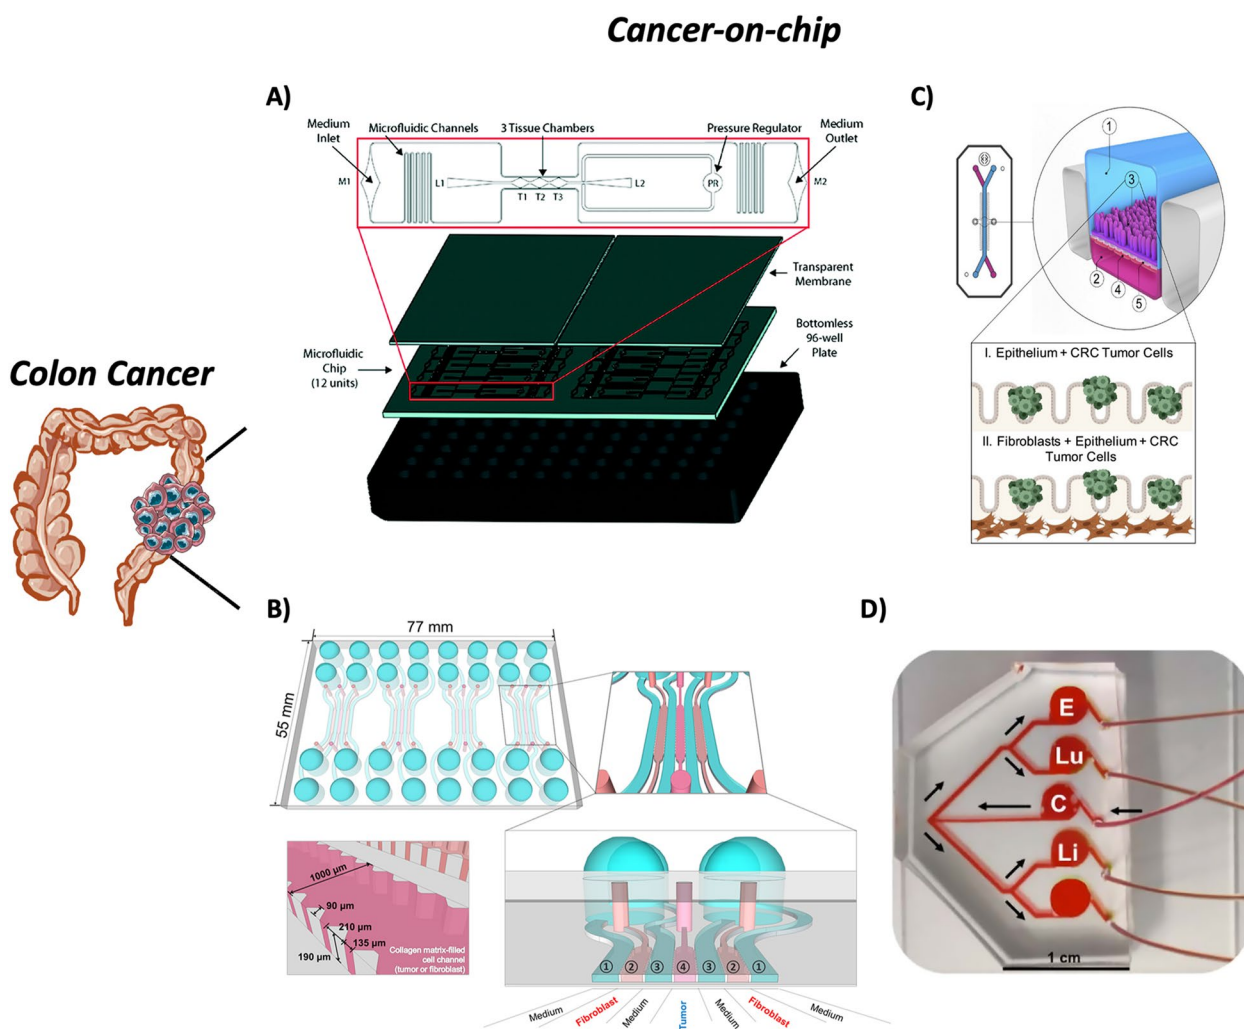 Cancer-on-chip
Colon Cancer
A)
Medium
Inlet
Microfluidic Channels
3 Tissue Chambers
Pressure Regulator
Medium
Outlet
M1
L1
T1 T2 T3
L2
PR
M2
Transparent
Membrane
Microfluidic
Chip
(12 units)
Bottomless
96-well
Plate
B)
77 mm
55 mm
1000 µm
90 µm
210 µm
135 µm
190 µm
Collagen matrix-filled
cell channel
(tumor or fibroblast)
① ② ③ ④ ③ ② ①
Medium
Fibroblast
Medium
Tumor
Medium
Fibroblast
Medium
C)
1
3
2
4
5
I. Epithelium + CRC Tumor Cells
II. Fibroblasts + Epithelium + CRC
Tumor Cells
D)
E
Lu
C
Li
1 cm